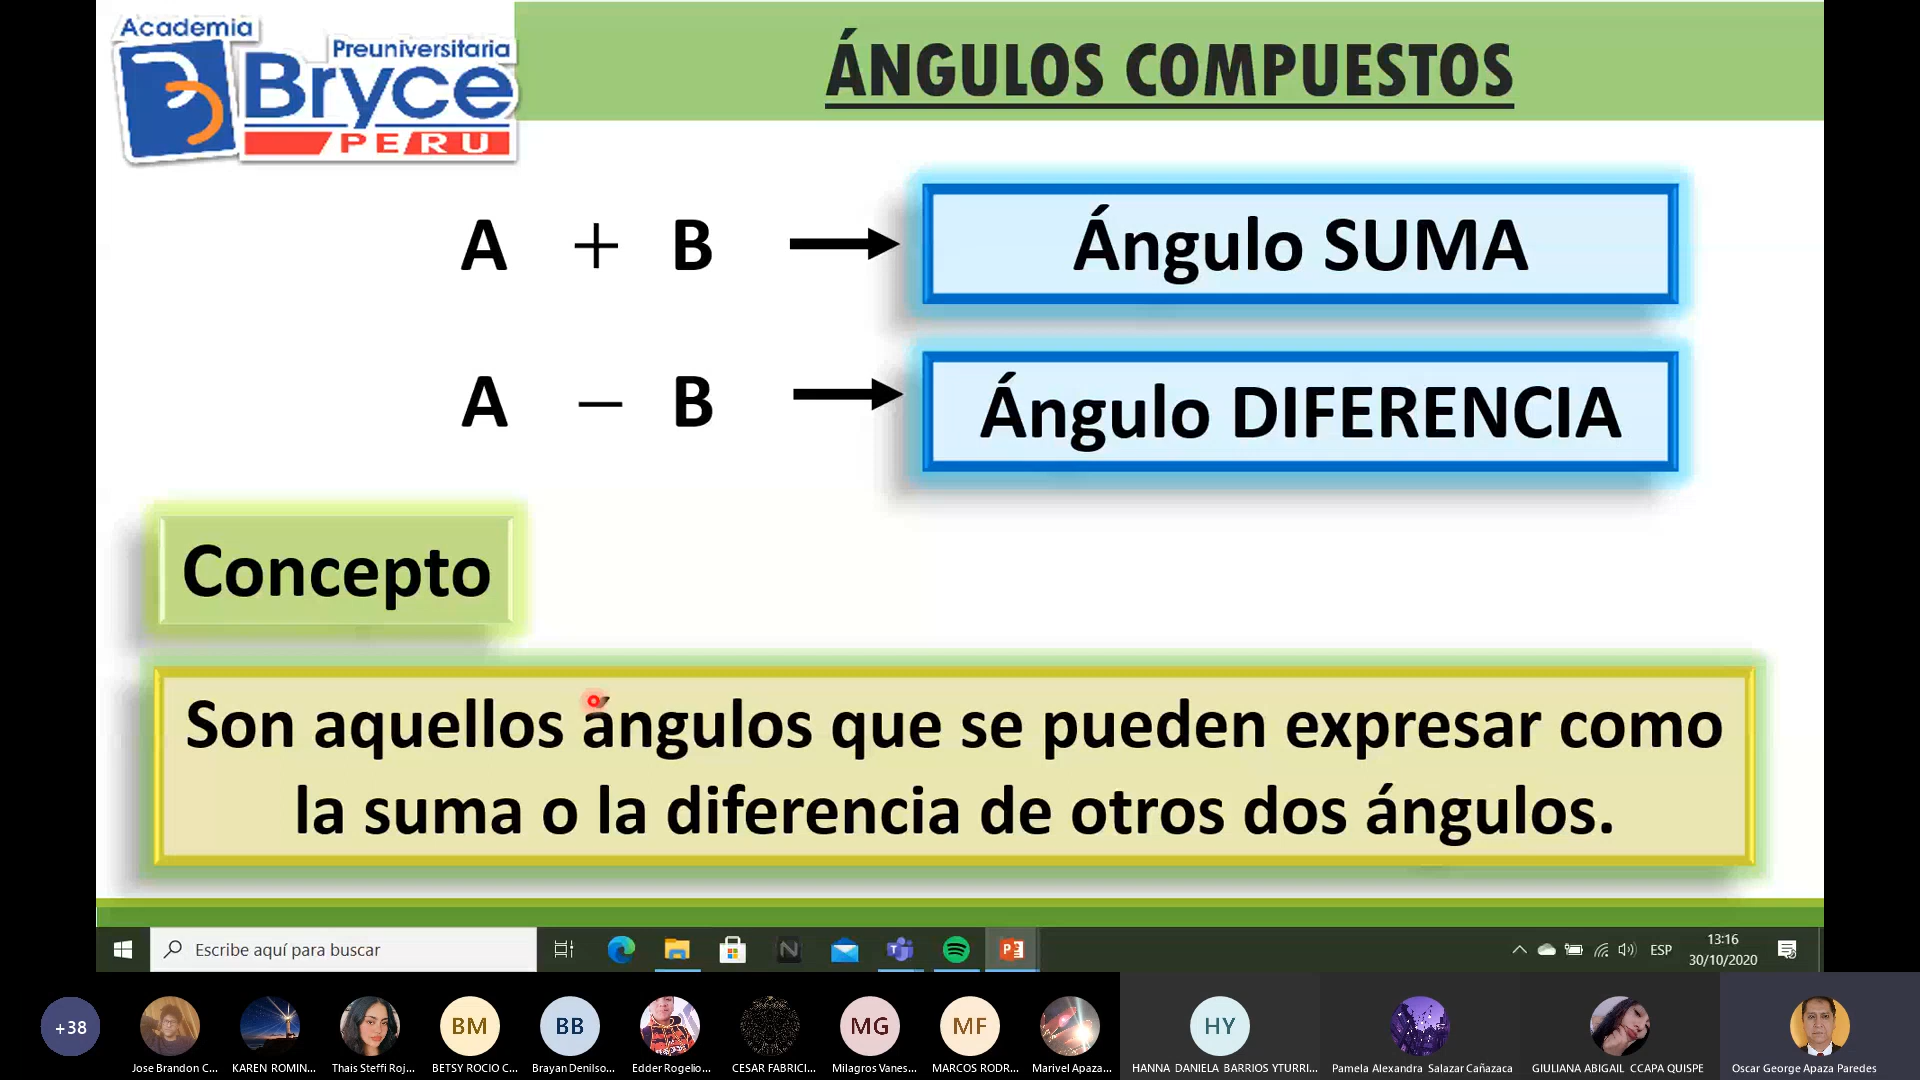 Academia
Preuniversitaria
Bryce
PERU
ÁNGULOS COMPUESTOS
A + B
Ángulo SUMA
A − B
Ángulo DIFERENCIA
Concepto
Son aquellos ángulos que se pueden expresar como
la suma o la diferencia de otros dos ángulos.
Escribe aquí para buscar
ESP
13:16
30/10/2020
+38
BM
BB
MG
MF
HY
Jose Brandon C...
KAREN ROMIN...
Thais Steffi Roj...
BETSY ROCIO C...
Brayan Denilso...
Edder Rogelio...
CESAR FABRICI...
Milagros Vanes...
MARCOS RODR...
Marivel Apaza...
HANNA DANIELA BARRIOS YTURRI...
Pamela Alexandra Salazar Cañazaca
GIULIANA ABIGAIL CCAPA QUISPE
Oscar George Apaza Paredes